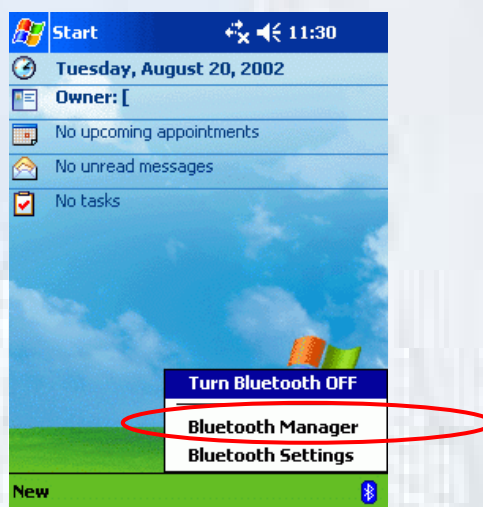 Start 11:30
Tuesday, August 20, 2002
Owner: [
No upcoming appointments
No unread messages
No tasks
Turn Bluetooth OFF
Bluetooth Manager
Bluetooth Settings
New